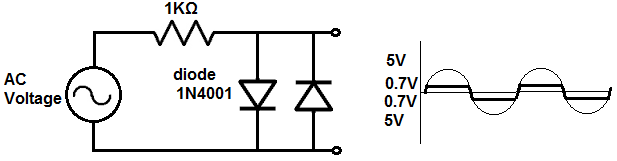 1KΩ
AC
Voltage
diode
1N4001
5V
0.7V
0.7V
5V